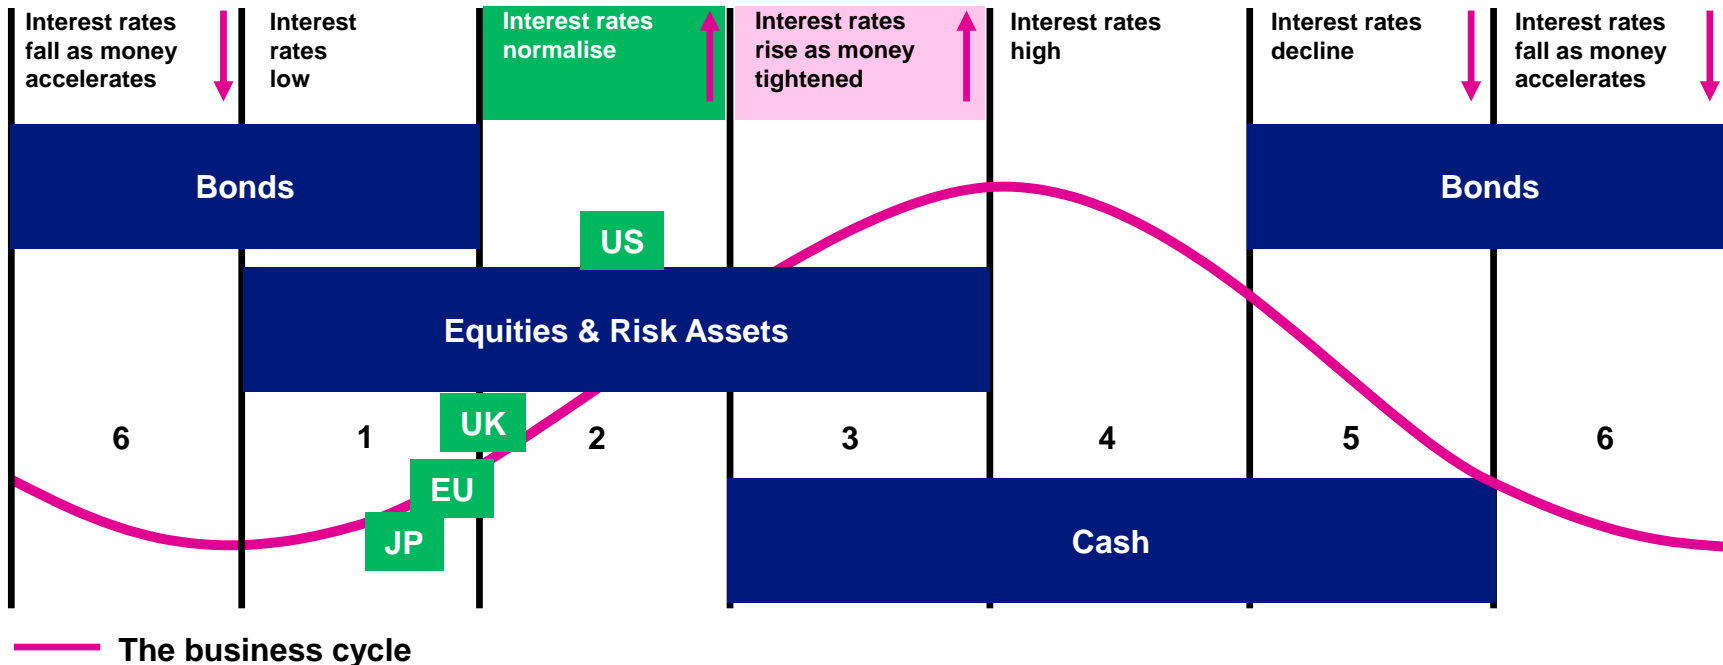 Interest rates
fall as money
accelerates
Interest
rates
low
Interest rates
normalise
Interest rates
rise as money
tightened
Interest rates
high
Interest rates
decline
Interest rates
fall as money
accelerates
Bonds
Bonds
US
Equities & Risk Assets
UK
6
1
2
3
4
5
6
EU
JP
Cash
The business cycle